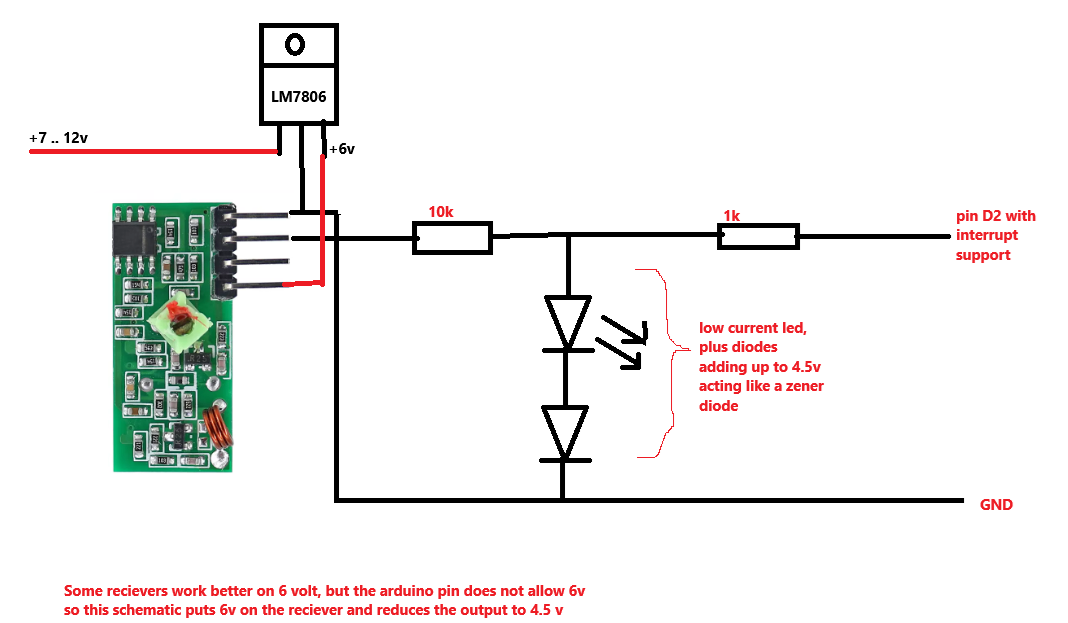 LM7806
+7 .. 12v
+6v
10k
1k
pin D2 with
interrupt
support
low current led,
plus diodes
adding up to 4.5v
acting like a zener
diode
GND
Some recievers work better on 6 volt, but the arduino pin does not allow 6v
so this schematic puts 6v on the reciever and reduces the output to 4.5 v